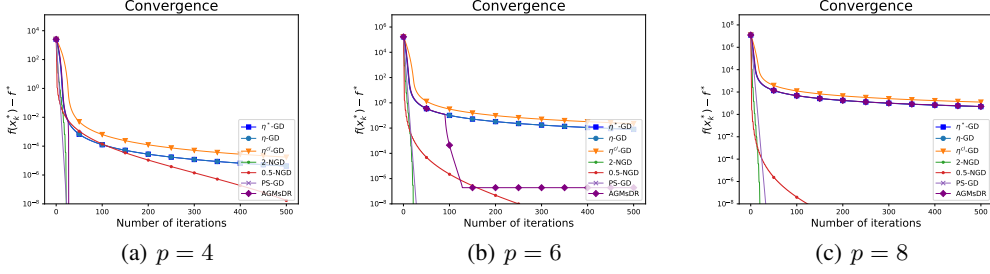 Convergence
10⁴
10²
10⁰
10⁻²
10⁻⁴
10⁻⁶
10⁻⁸
f(x*ₖ) − f*
0 100 200 300 400 500
Number of iterations
η*-GD
η-GD
ηᶜˡ-GD
2-NGD
0.5-NGD
PS-GD
AGMsDR
(a) p = 4
Convergence
10⁶
10⁴
10²
10⁰
10⁻²
10⁻⁴
10⁻⁶
10⁻⁸
f(x*ₖ) − f*
0 100 200 300 400 500
Number of iterations
η*-GD
η-GD
ηᶜˡ-GD
2-NGD
0.5-NGD
PS-GD
AGMsDR
(b) p = 6
Convergence
10⁸
10⁶
10⁴
10²
10⁰
10⁻²
10⁻⁴
10⁻⁶
10⁻⁸
f(x*ₖ) − f*
0 100 200 300 400 500
Number of iterations
η*-GD
η-GD
ηᶜˡ-GD
2-NGD
0.5-NGD
PS-GD
AGMsDR
(c) p = 8